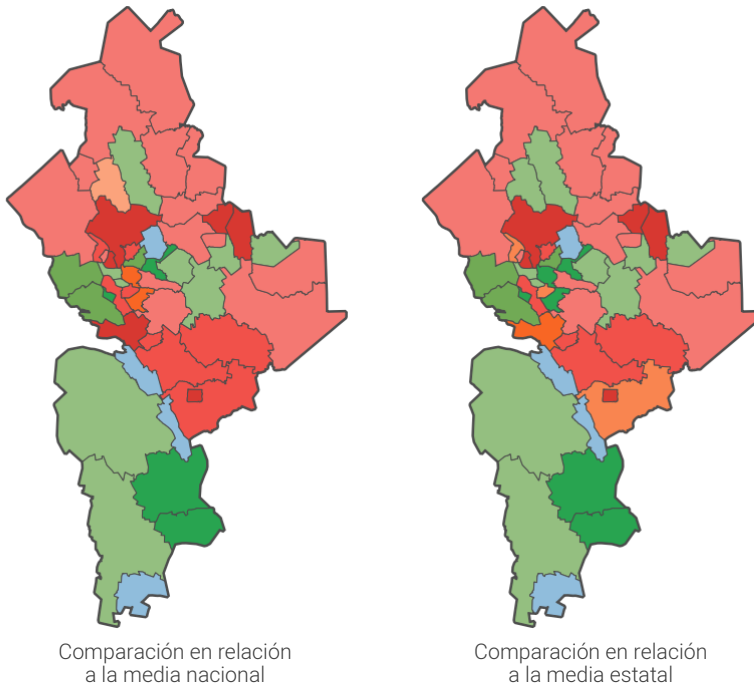 Comparación en relación
a la media nacional
Comparación en relación
a la media estatal